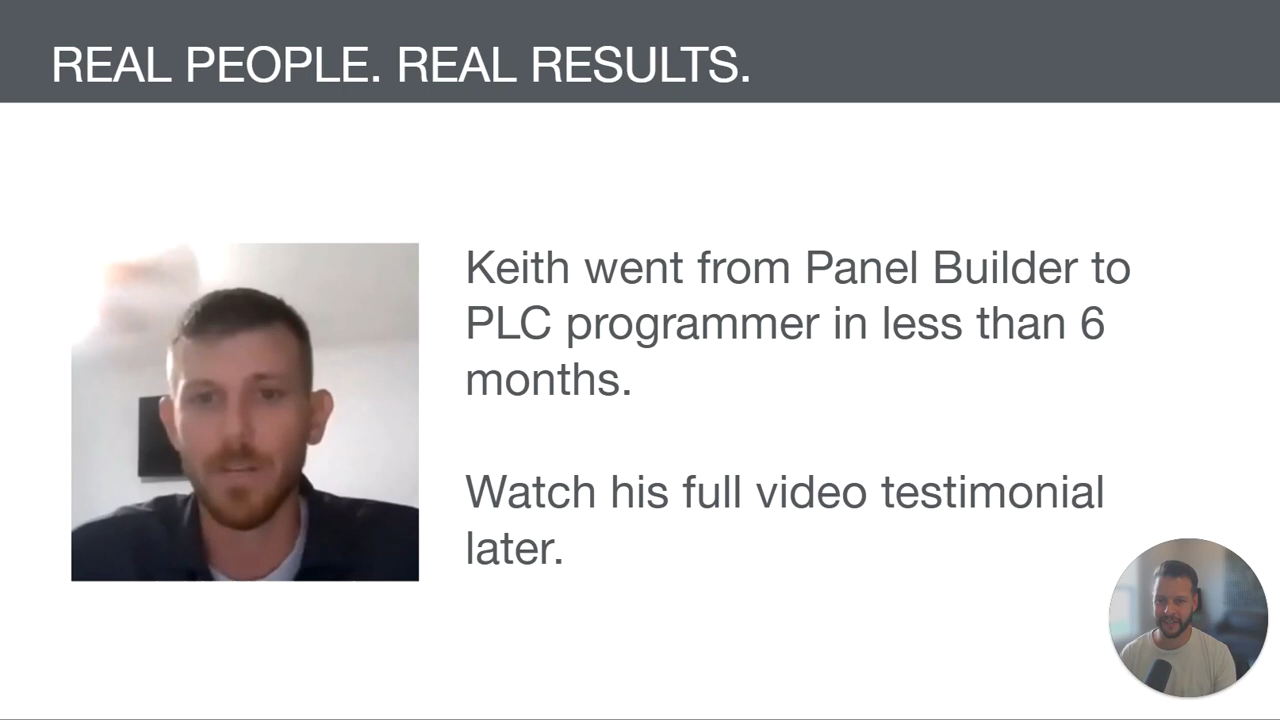 REAL PEOPLE. REAL RESULTS.
Keith went from Panel Builder to
PLC programmer in less than 6
months.
Watch his full video testimonial
later.